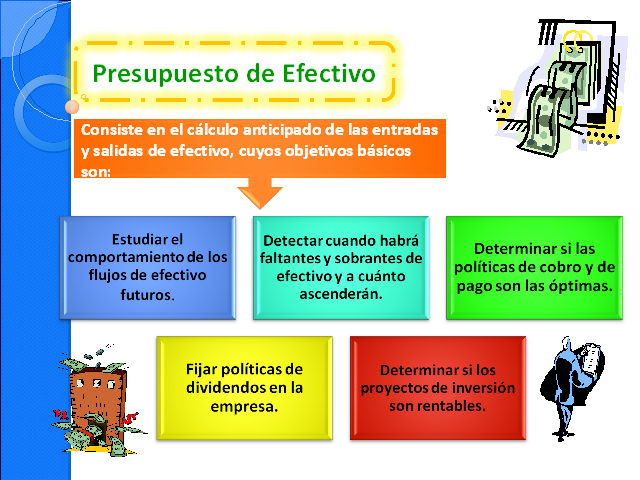 Presupuesto de Efectivo
Consiste en el cálculo anticipado de las entradas
y salidas de efectivo, cuyos objetivos básicos
son:
Estudiar el
comportamiento de los
flujos de efectivo
futuros.
Detectar cuando habrá
faltantes y sobrantes de
efectivo y a cuánto
ascenderán.
Determinar si las
políticas de cobro y de
pago son las óptimas.
Fijar políticas de
dividendos en la
empresa.
Determinar si los
proyectos de inversión
son rentables.